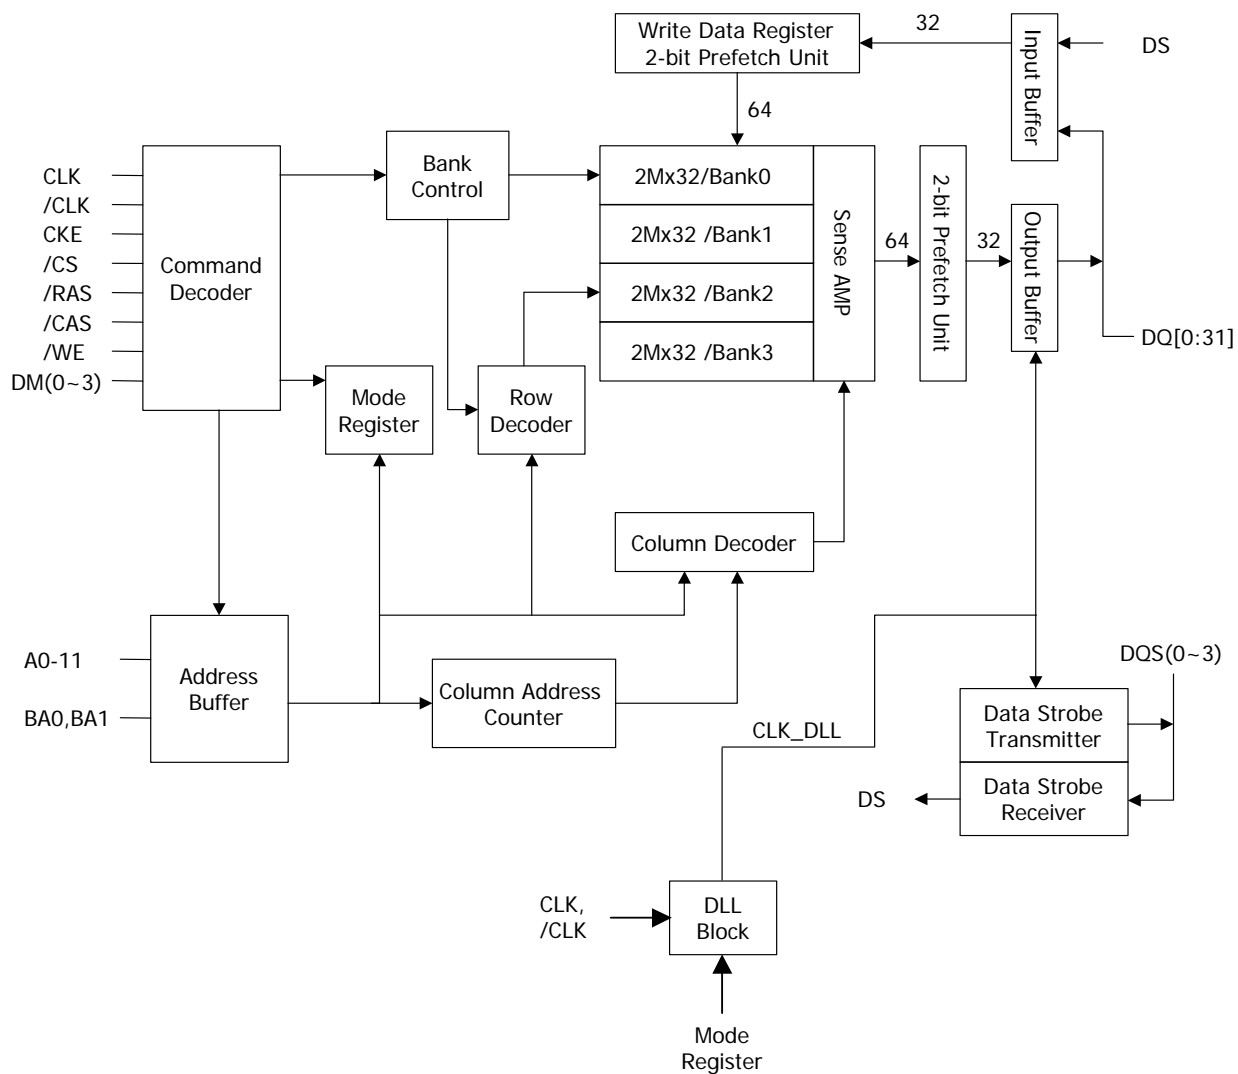 Write Data Register
2-bit Prefetch Unit
32
Input Buffer
DS
64
CLK
/CLK
CKE
/CS
/RAS
/CAS
/WE
DM(0~3)
Command
Decoder
Bank
Control
2Mx32/Bank0
2Mx32 /Bank1
2Mx32 /Bank2
2Mx32 /Bank3
Sense AMP
64
2-bit Prefetch Unit
32
Output Buffer
DQ[0:31]
Mode
Register
Row
Decoder
Column Decoder
A0-11
BA0,BA1
Address
Buffer
Column Address
Counter
CLK_DLL
DQS(0~3)
Data Strobe
Transmitter
Data Strobe
Receiver
DS
CLK,
/CLK
DLL
Block
Mode
Register